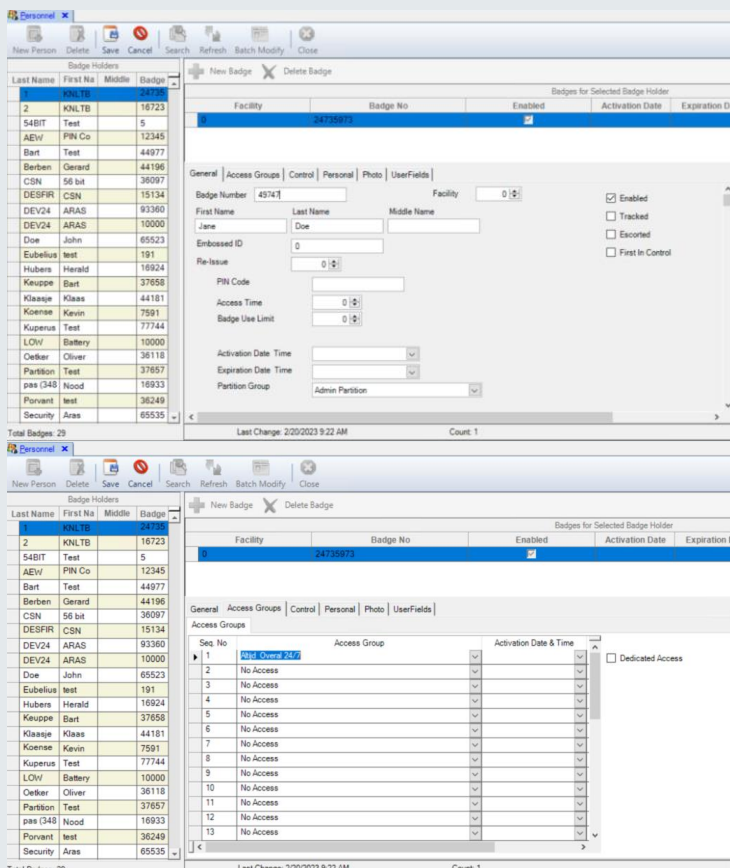 Personnel
New Person Delete Save Cancel Search Refresh Batch Modify Close
Badge Holders
Last Name First Na Middle Badge
1 KNLTB 24735
2 KNLTB 16723
54BIT Test 5
AEW PIN Co 12345
Bart Test 44977
Berben Gerard 44196
CSN 56 bit 36097
DESFIR CSN 15134
DEV24 ARAS 93360
DEV24 ARAS 10000
Doe John 65523
Eubelius test 191
Hubers Herald 16924
Keuppe Bart 37658
Klaasje Klaas 44181
Koense Kevin 7591
Kuperus Test 77744
LOW Battery 10000
Oetker Oliver 36118
Partition Test 37657
pas (348 Nood 16933
Porvant test 36249
Security Aras 65535
Total Badges: 29
New Badge Delete Badge
Badges for Selected Badge Holder
Facility Badge No Enabled Activation Date Expiration D
0 24735973
General Access Groups Control Personal Photo UserFields
Badge Number 49747 Facility 0
First Name Last Name Middle Name
Jane Doe
Embossed ID 0
Re-Issue 0
PIN Code
Access Time 0
Badge Use Limit 0
Activation Date Time
Expiration Date Time
Partition Group Admin Partition
Enabled
Tracked
Escorted
First In Control
Last Change: 2/20/2023 9:22 AM Count: 1
Personnel
New Person Delete Save Cancel Search Refresh Batch Modify Close
Badge Holders
Last Name First Na Middle Badge
1 KNLTB 24735
2 KNLTB 16723
54BIT Test 5
AEW PIN Co 12345
Bart Test 44977
Berben Gerard 44196
CSN 56 bit 36097
DESFIR CSN 15134
DEV24 ARAS 93360
DEV24 ARAS 10000
Doe John 65523
Eubelius test 191
Hubers Herald 16924
Keuppe Bart 37658
Klaasje Klaas 44181
Koense Kevin 7591
Kuperus Test 77744
LOW Battery 10000
Oetker Oliver 36118
Partition Test 37657
pas (348 Nood 16933
Porvant test 36249
Security Aras 65535
New Badge Delete Badge
Badges for Selected Badge Holder
Facility Badge No Enabled Activation Date Expiration
0 24735973
General Access Groups Control Personal Photo UserFields
Access Groups
Seq. No Access Group Activation Date & Time
1 Altijd Overal 24/7
2 No Access
3 No Access
4 No Access
5 No Access
6 No Access
7 No Access
8 No Access
9 No Access
10 No Access
11 No Access
12 No Access
13 No Access
Dedicated Access
Last Change: 2/20/2023 9:22 AM Count: 1